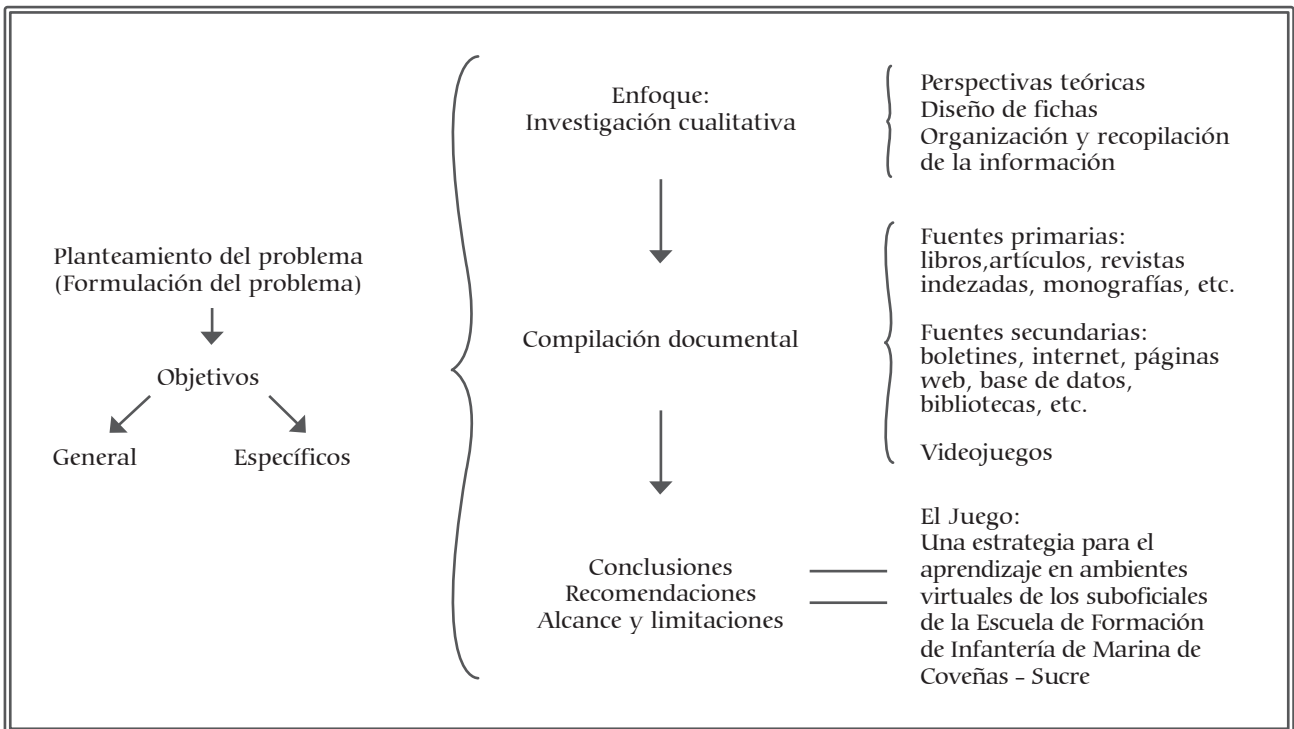 Planteamiento del problema
(Formulación del problema)
Objetivos
General
Específicos
Enfoque:
Investigación cualitativa
Perspectivas teóricas
Diseño de fichas
Organización y recopilación
de la información
Compilación documental
Fuentes primarias:
libros,artículos, revistas
indezadas, monografías, etc.
Fuentes secundarias:
boletines, internet, páginas
web, base de datos,
bibliotecas, etc.
Videojuegos
Conclusiones
Recomendaciones
Alcance y limitaciones
El Juego:
Una estrategia para el
aprendizaje en ambientes
virtuales de los suboficiales
de la Escuela de Formación
de Infantería de Marina de
Coveñas – Sucre